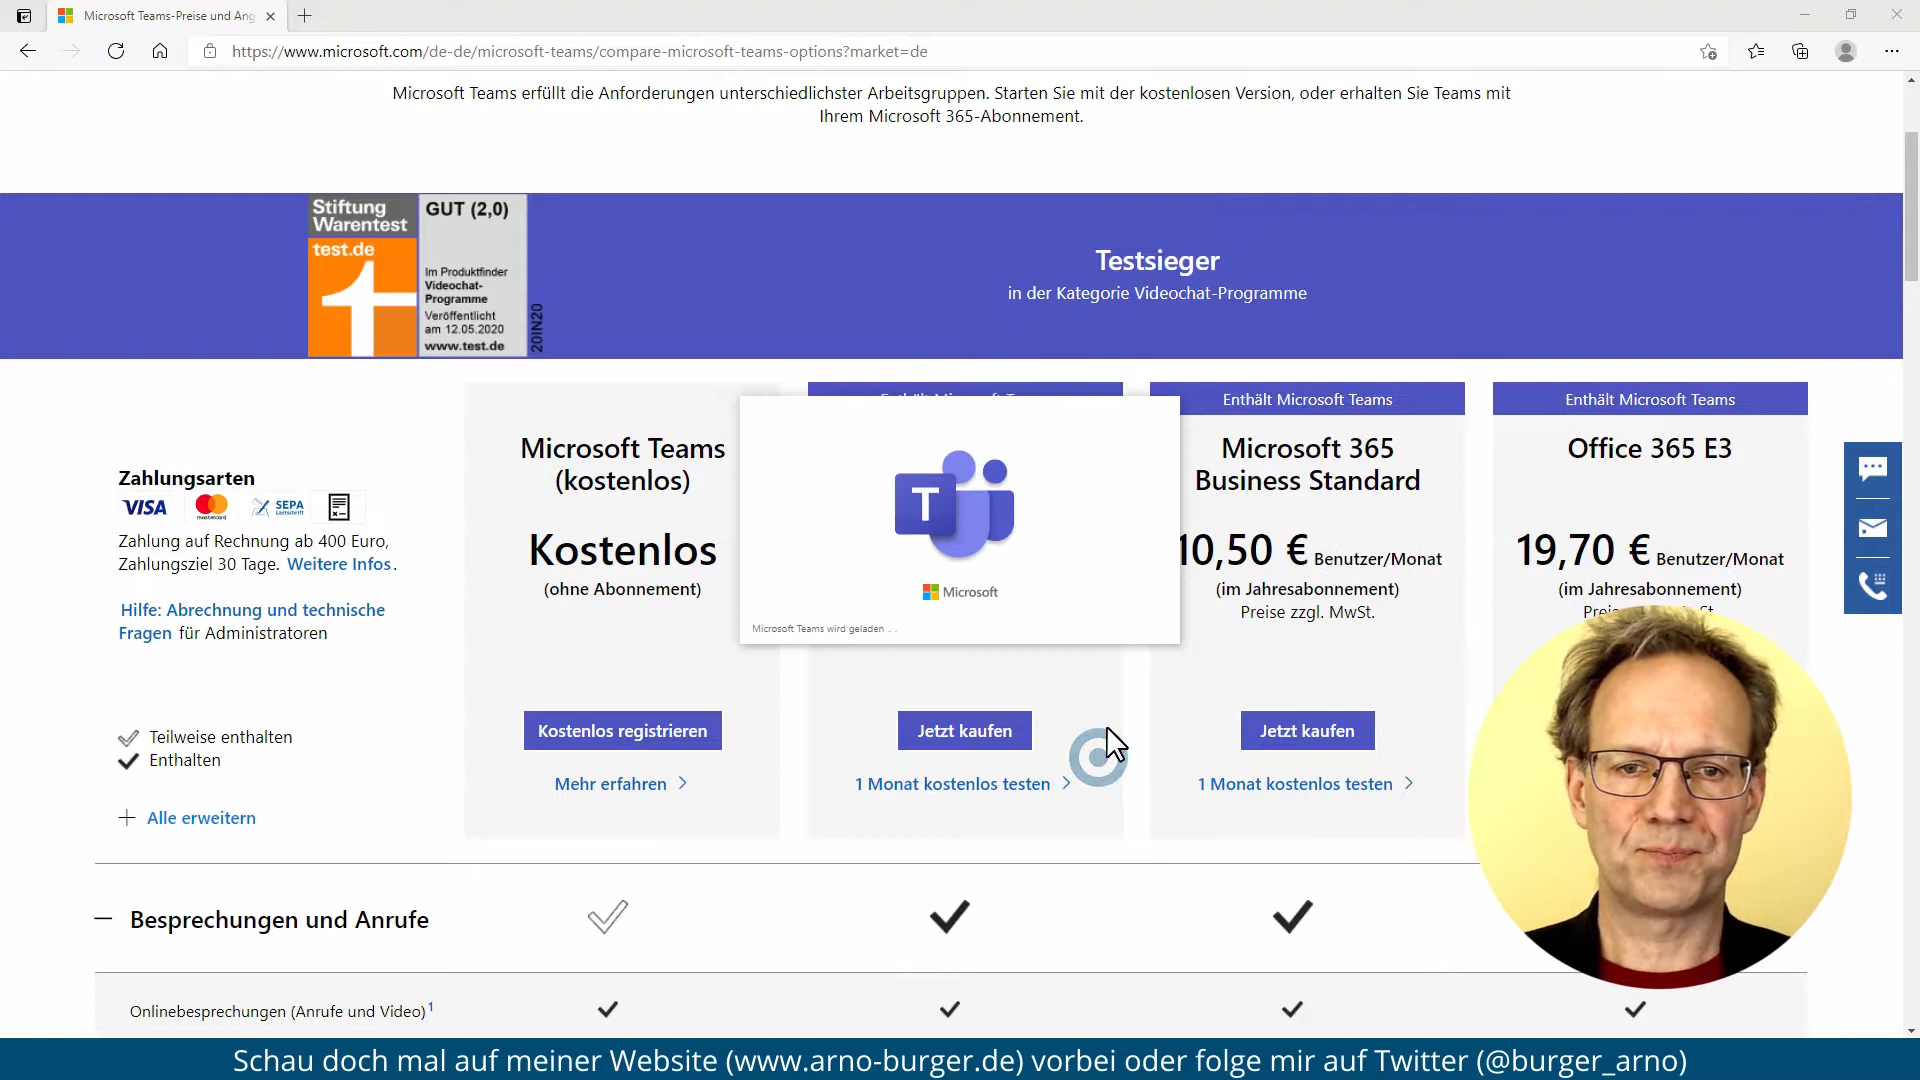 Microsoft Teams-Preise und Ang
https://www.microsoft.com/de-de/microsoft-teams/compare-microsoft-teams-options?market=de
Microsoft Teams erfüllt die Anforderungen unterschiedlichster Arbeitsgruppen. Starten Sie mit der kostenlosen Version, oder erhalten Sie Teams mit
Ihrem Microsoft 365-Abonnement.
Stiftung
Warentest
test.de
GUT (2,0)
Im Produktfinder
Videochat-
Programme
Veröffentlicht
am 12.05.2020
www.test.de
20IN20
Testsieger
in der Kategorie Videochat-Programme
Zahlungsarten
VISA
mastercard
SEPA
Lastschrift
Zahlung auf Rechnung ab 400 Euro,
Zahlungsziel 30 Tage. Weitere Infos.
Hilfe: Abrechnung und technische
Fragen für Administratoren
Teilweise enthalten
Enthalten
Alle erweitern
Microsoft Teams
(kostenlos)
Kostenlos
(ohne Abonnement)
Kostenlos registrieren
Mehr erfahren
T
Microsoft
Microsoft Teams wird geladen . .
Jetzt kaufen
1 Monat kostenlos testen
Enthält Microsoft Teams
Microsoft 365
Business Standard
10,50 € Benutzer/Monat
(im Jahresabonnement)
Preise zzgl. MwSt.
Jetzt kaufen
1 Monat kostenlos testen
Enthält Microsoft Teams
Office 365 E3
19,70 € Benutzer/Monat
(im Jahresabonnement)
Besprechungen und Anrufe
Onlinebesprechungen (Anrufe und Video)1
Schau doch mal auf meiner Website (www.arno-burger.de) vorbei oder folge mir auf Twitter (@burger_arno)